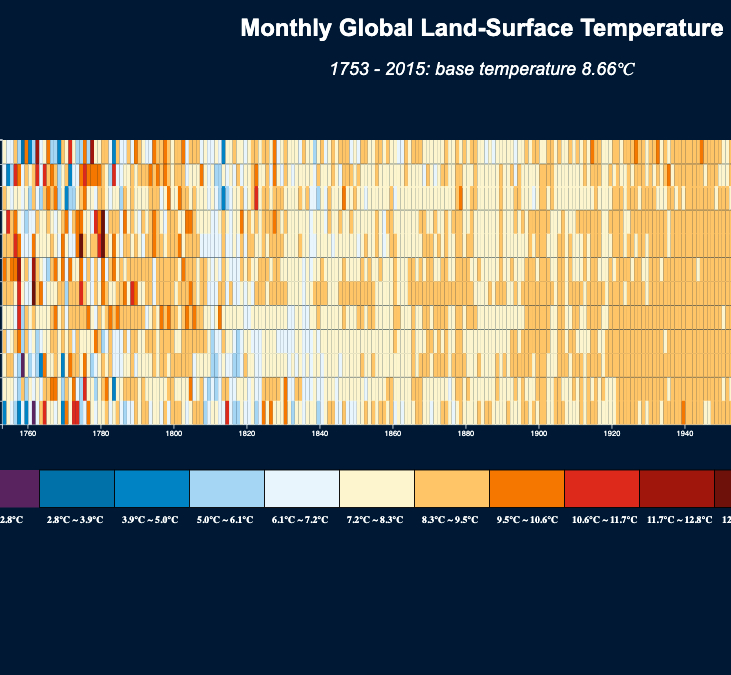 Monthly Global Land-Surface Temperature
1753 - 2015: base temperature 8.66℃
1760 1780 1800 1820 1840 1860 1880 1900 1920 1940
2.8°C 2.8°C ~ 3.9°C 3.9°C ~ 5.0°C 5.0°C ~ 6.1°C 6.1°C ~ 7.2°C 7.2°C ~ 8.3°C 8.3°C ~ 9.5°C 9.5°C ~ 10.6°C 10.6°C ~ 11.7°C 11.7°C ~ 12.8°C 12